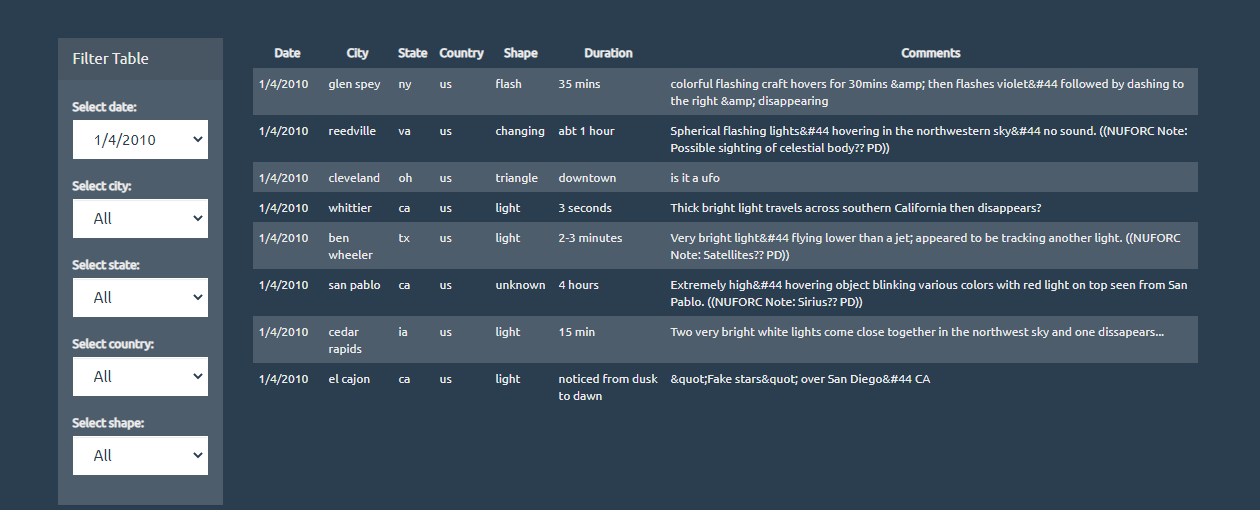 Filter Table
Select date:
1/4/2010
Select city:
All
Select state:
All
Select country:
All
Select shape:
All
Date City State Country Shape Duration Comments
1/4/2010 glen spey ny us flash 35 mins colorful flashing craft hovers for 30mins &amp; then flashes violet&#44 followed by dashing to
the right &amp; disappearing
1/4/2010 reedville va us changing abt 1 hour Spherical flashing lights&#44 hovering in the northwestern sky&#44 no sound. ((NUFORC Note:
Possible sighting of celestial body?? PD))
1/4/2010 cleveland oh us triangle downtown is it a ufo
1/4/2010 whittier ca us light 3 seconds Thick bright light travels across southern California then disappears?
1/4/2010 ben tx us light 2-3 minutes Very bright light&#44 flying lower than a jet; appeared to be tracking another light. ((NUFORC
wheeler Note: Satellites?? PD))
1/4/2010 san pablo ca us unknown 4 hours Extremely high&#44 hovering object blinking various colors with red light on top seen from San
Pablo. ((NUFORC Note: Sirius?? PD))
1/4/2010 cedar ia us light 15 min Two very bright white lights come close together in the northwest sky and one dissapears...
rapids
1/4/2010 el cajon ca us light noticed from dusk &quot;Fake stars&quot; over San Diego&#44 CA
to dawn